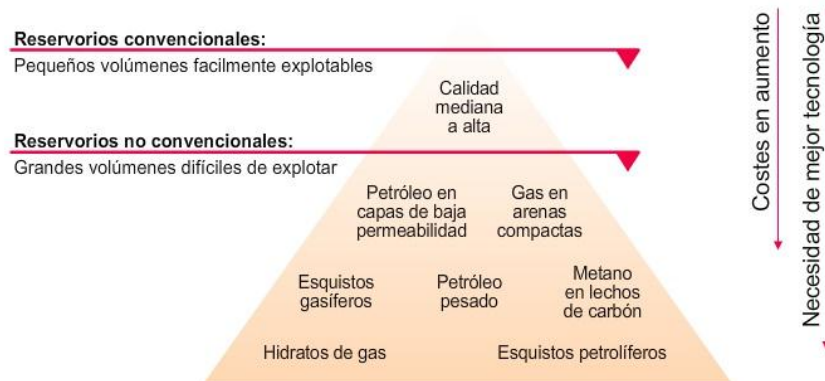 Reservorios convencionales:
Pequeños volúmenes facilmente explotables
Calidad
mediana
a alta
Reservorios no convencionales:
Grandes volúmenes difíciles de explotar
Petróleo en
capas de baja
permeabilidad
Gas en
arenas
compactas
Esquistos
gasíferos
Petróleo
pesado
Metano
en lechos
de carbón
Hidratos de gas
Esquistos petrolíferos
Costes en aumento
Necesidad de mejor tecnología